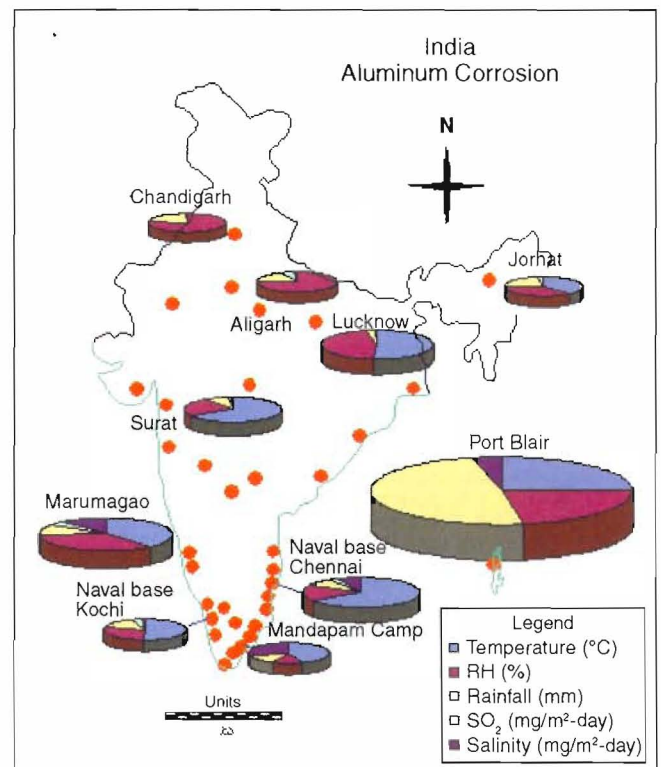 India
Aluminum Corrosion
N
Chandigarh
Jorhat
Aligarh
Lucknow
Surat
Port Blair
Marumagao
Naval base
Chennai
Naval base
Kochi
Mandapam Camp
Units
Legend
Temperature (°C)
RH (%)
Rainfall (mm)
SO₂ (mg/m²-day)
Salinity (mg/m²-day)